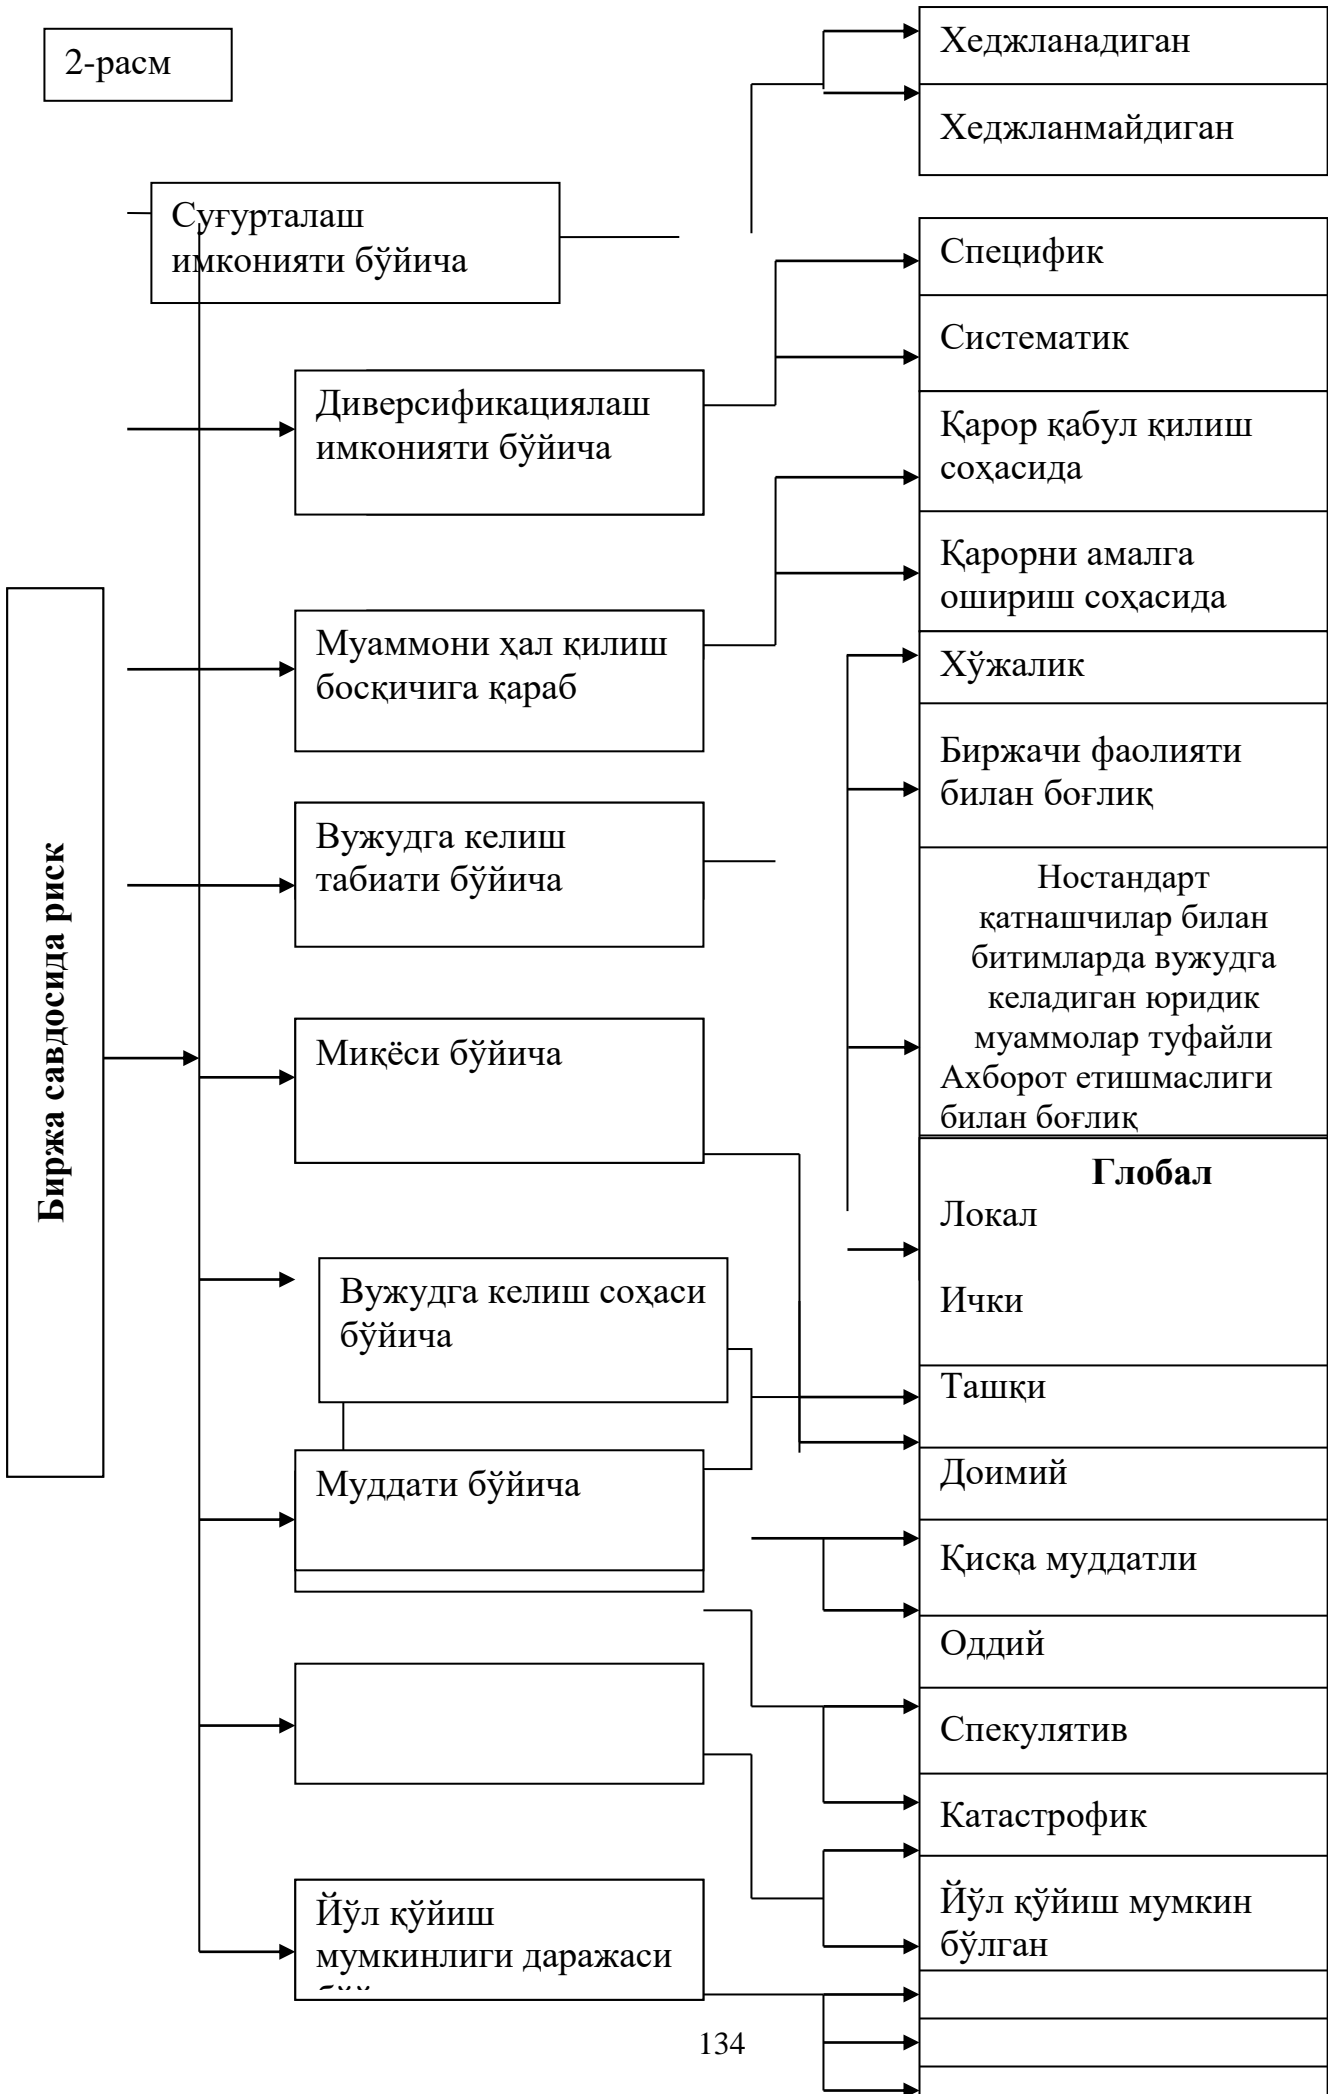 2-расм
Биржа савдосида риск
Суғурталаш
имконияти бўйича
Диверсификациялаш
имконияти бўйича
Муаммони ҳал қилиш
босқичига қараб
Вужудга келиш
табиати бўйича
Миқёси бўйича
Вужудга келиш соҳаси
бўйича
Муддати бўйича
Йўл қўйиш
мумкинлиги даражаси
Хеджланадиган
Хеджланмайдиган
Специфик
Систематик
Қарор қабул қилиш
соҳасида
Қарорни амалга
ошириш соҳасида
Хўжалик
Биржачи фаолияти
билан боғлиқ
Ностандарт
қатнашчилар билан
битимларда вужудга
келадиган юридик
муаммолар туфайли
Ахборот етишмаслиги
билан боғлиқ
Глобал
Локал
Ички
Ташқи
Доимий
Қисқа муддатли
Оддий
Спекулятив
Катастрофик
Йўл қўйиш мумкин
бўлган
134